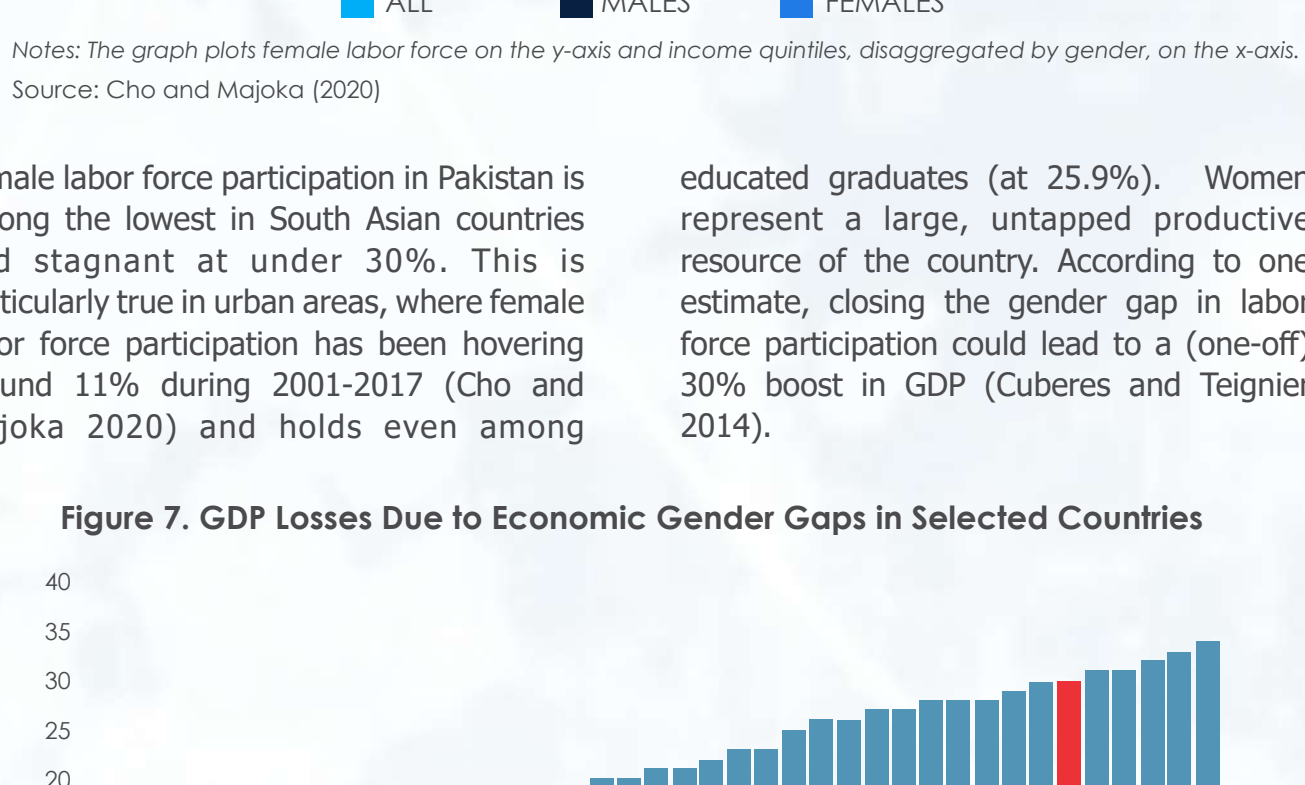 ALL MALES FEMALES
Notes: The graph plots female labor force on the y-axis and income quintiles, disaggregated by gender, on the x-axis.
Source: Cho and Majoka (2020)
male labor force participation in Pakistan is
ong the lowest in South Asian countries
d stagnant at under 30%. This is
ticularly true in urban areas, where female
or force participation has been hovering
und 11% during 2001-2017 (Cho and
joka 2020) and holds even among
educated graduates (at 25.9%). Women
represent a large, untapped productive
resource of the country. According to one
estimate, closing the gender gap in labor
force participation could lead to a (one-off)
30% boost in GDP (Cuberes and Teignier
2014).
Figure 7. GDP Losses Due to Economic Gender Gaps in Selected Countries
40
35
30
25
20